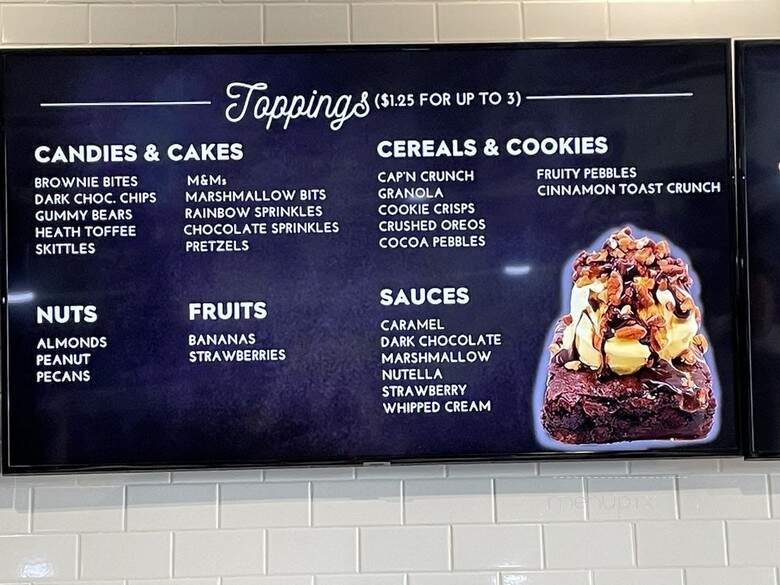 Toppings ($1.25 FOR UP TO 3)
CANDIES & CAKES
BROWNIE BITES
DARK CHOC. CHIPS
GUMMY BEARS
HEATH TOFFEE
SKITTLES
M&Ms
MARSHMALLOW BITS
RAINBOW SPRINKLES
CHOCOLATE SPRINKLES
PRETZELS
CEREALS & COOKIES
CAP'N CRUNCH
GRANOLA
COOKIE CRISPS
CRUSHED OREOS
COCOA PEBBLES
FRUITY PEBBLES
CINNAMON TOAST CRUNCH
NUTS
ALMONDS
PEANUT
PECANS
FRUITS
BANANAS
STRAWBERRIES
SAUCES
CARAMEL
DARK CHOCOLATE
MARSHMALLOW
NUTELLA
STRAWBERRY
WHIPPED CREAM
menupix